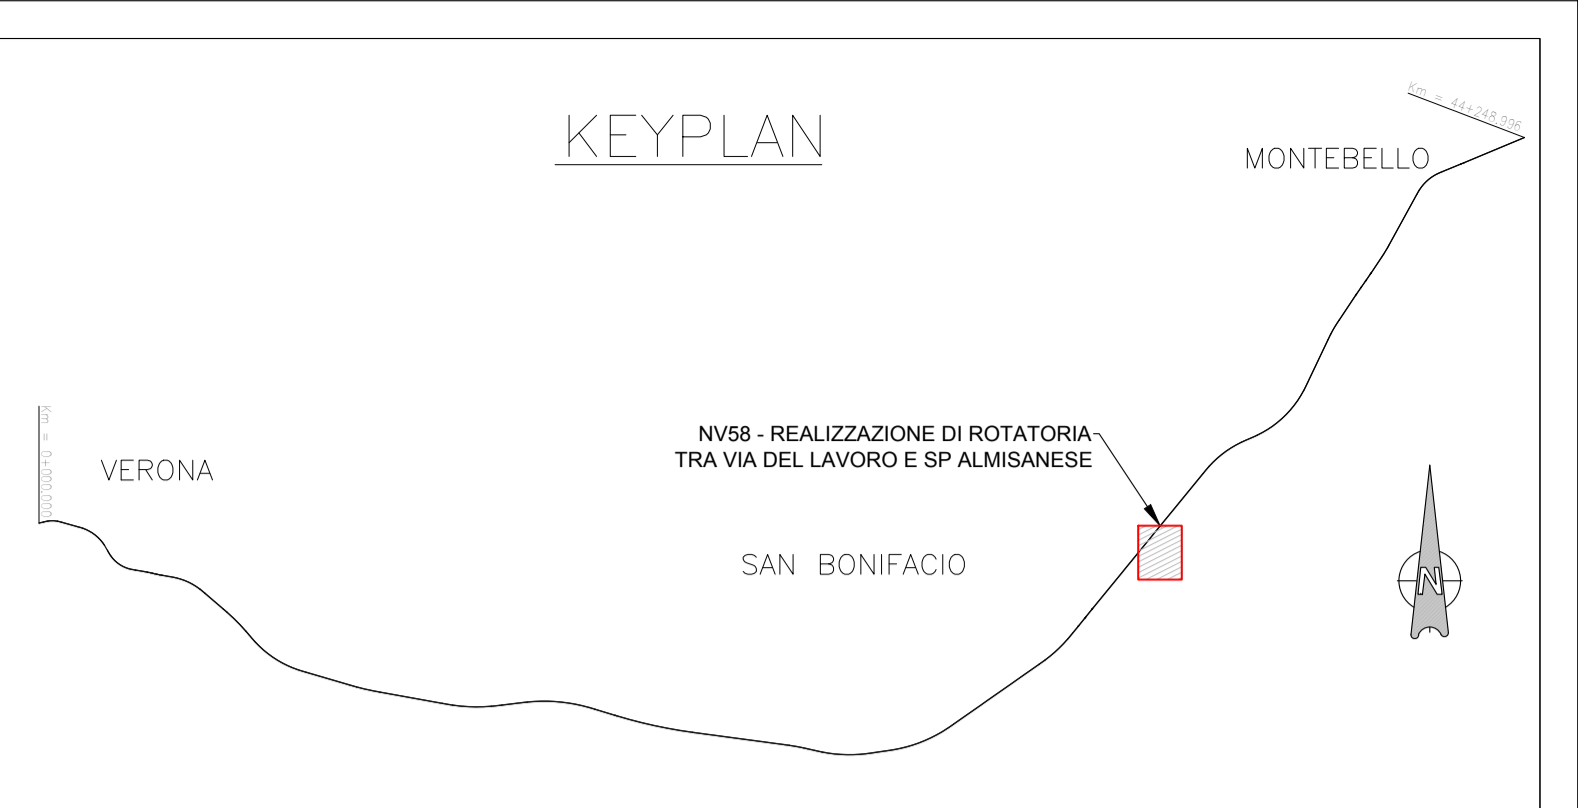 KEYPLAN
Km = 44+248.996
MONTEBELLO
Km = 0+000.000
VERONA
NV58 - REALIZZAZIONE DI ROTATORIA
TRA VIA DEL LAVORO E SP ALMISANESE
SAN BONIFACIO
N